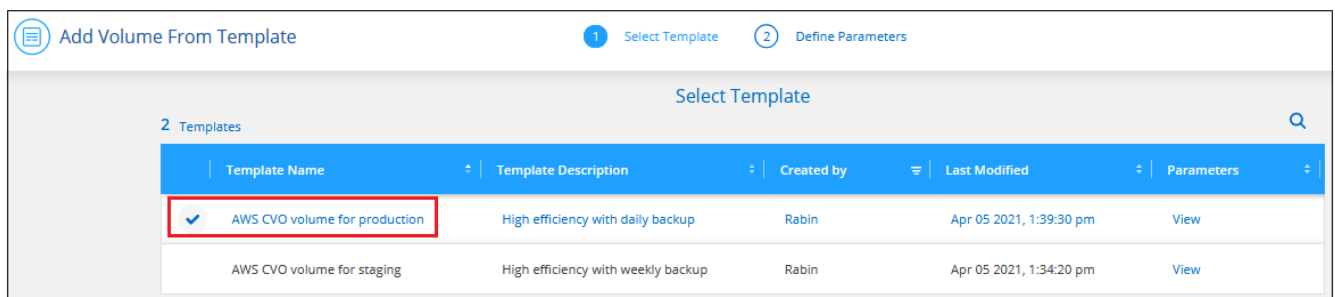 Add Volume From Template
1 Select Template 2 Define Parameters
Select Template
2 Templates
Template Name Template Description Created by Last Modified Parameters
AWS CVO volume for production High efficiency with daily backup Rabin Apr 05 2021, 1:39:30 pm View
AWS CVO volume for staging High efficiency with weekly backup Rabin Apr 05 2021, 1:34:20 pm View